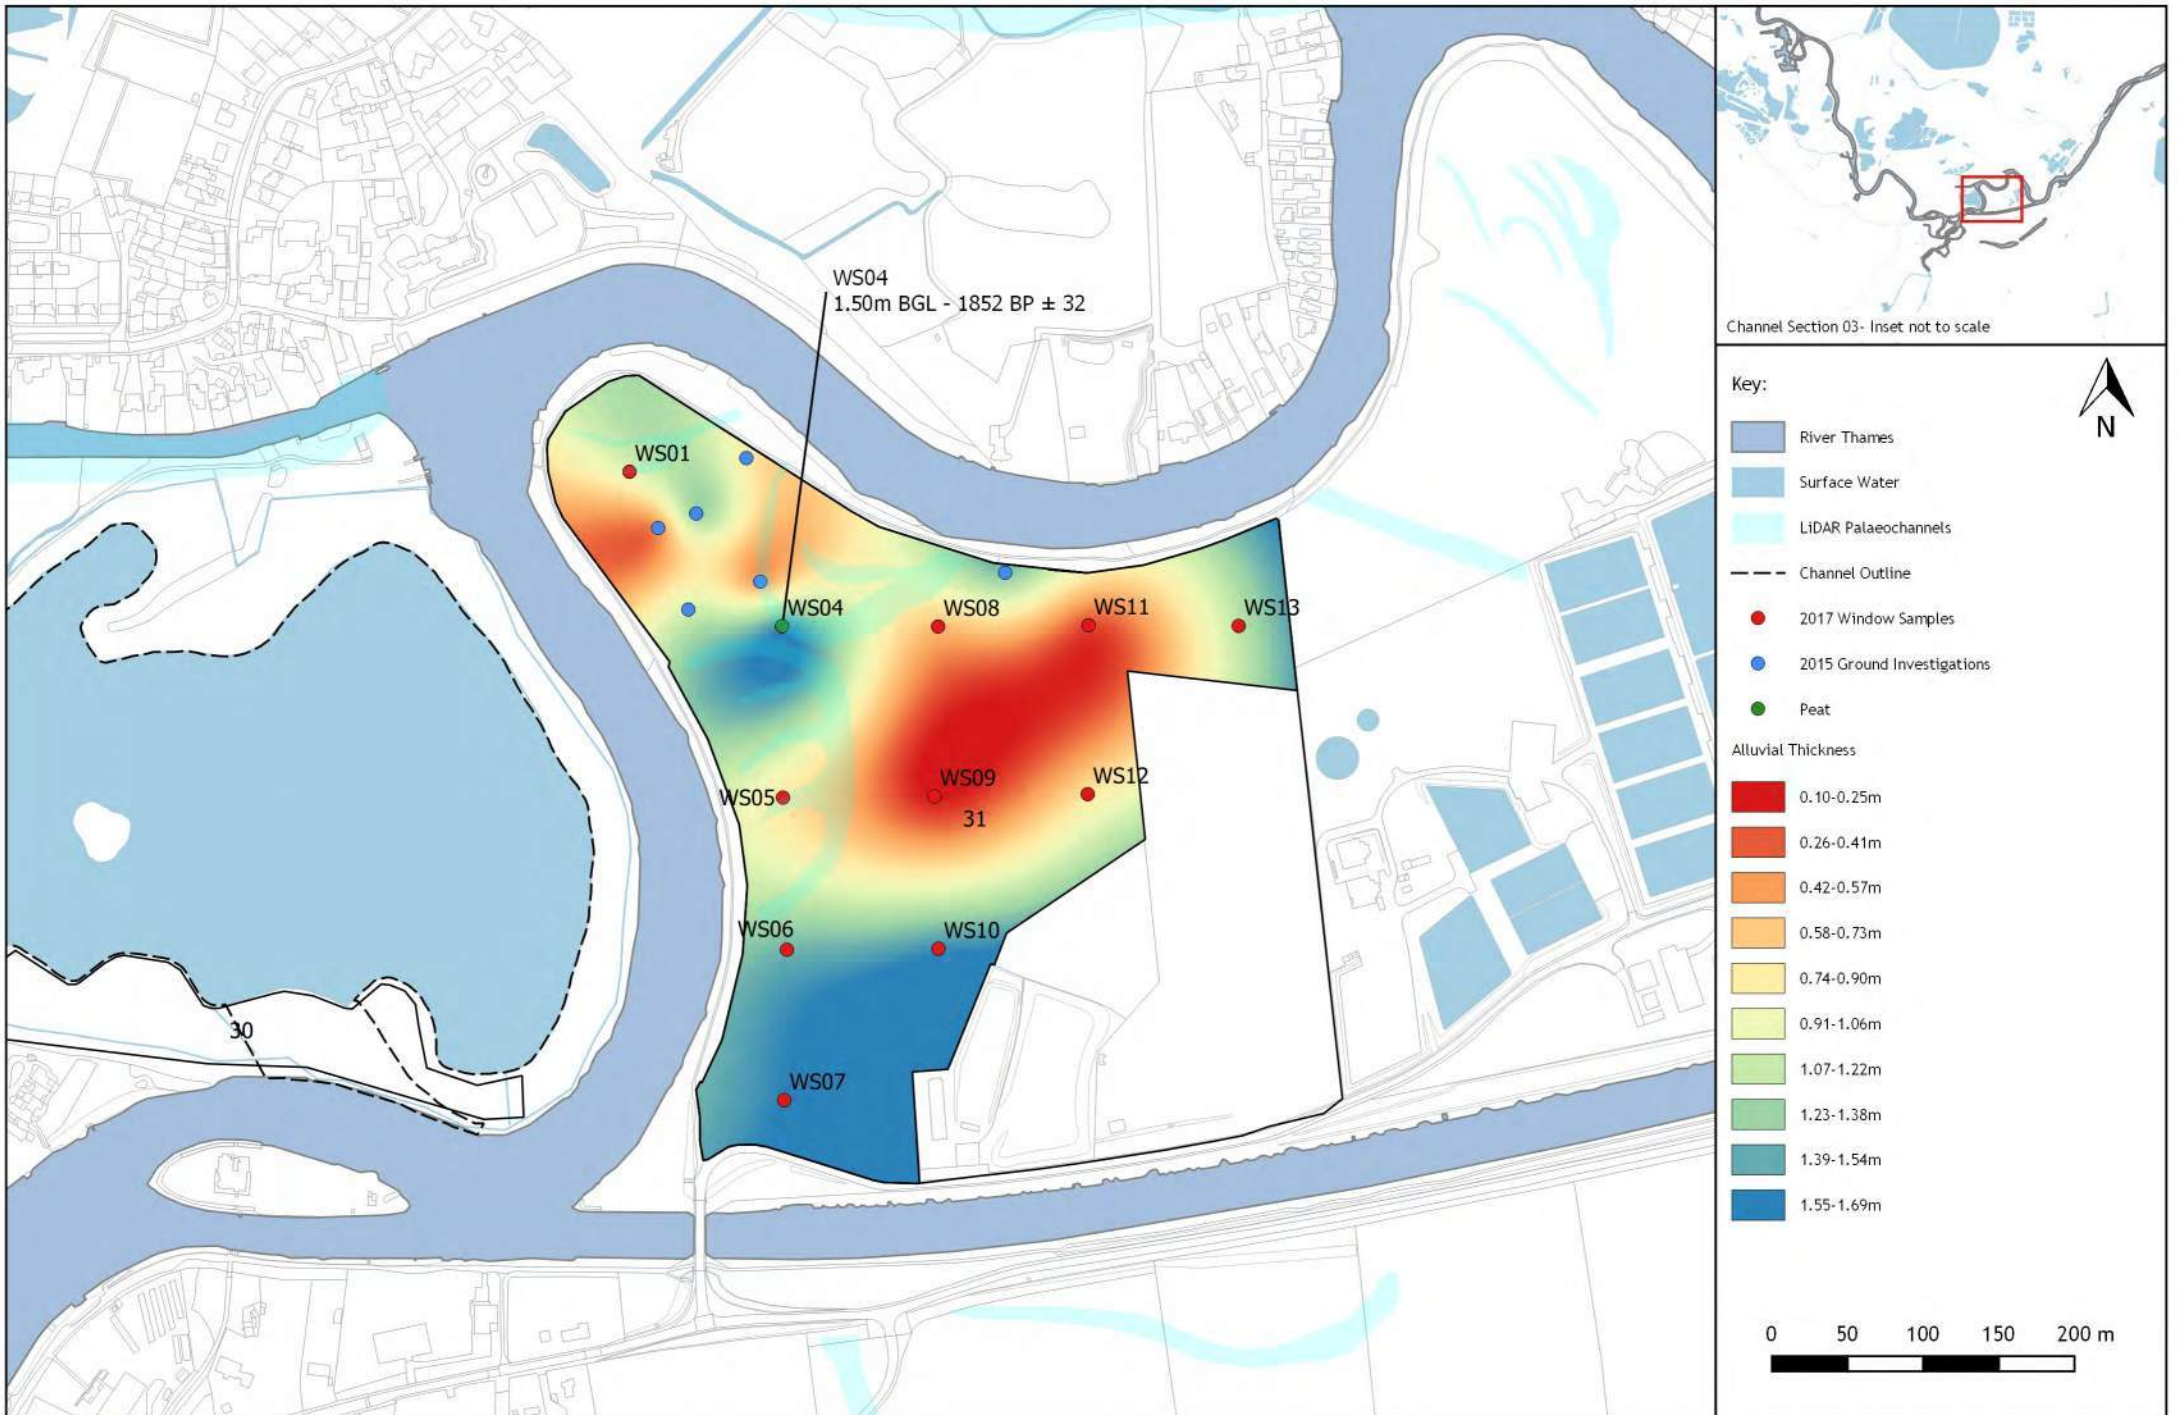 WS04
1.50m BGL - 1852 BP ± 32
WS01
WS04
WS08
WS11
WS13
WS05
WS09
31
WS12
WS06
WS10
30
WS07
Channel Section 03- Inset not to scale
Key:
N
River Thames
Surface Water
LiDAR Palaeochannels
Channel Outline
2017 Window Samples
2015 Ground Investigations
Peat
Alluvial Thickness
0.10-0.25m
0.26-0.41m
0.42-0.57m
0.58-0.73m
0.74-0.90m
0.91-1.06m
1.07-1.22m
1.23-1.38m
1.39-1.54m
1.55-1.69m
0 50 100 150 200 m